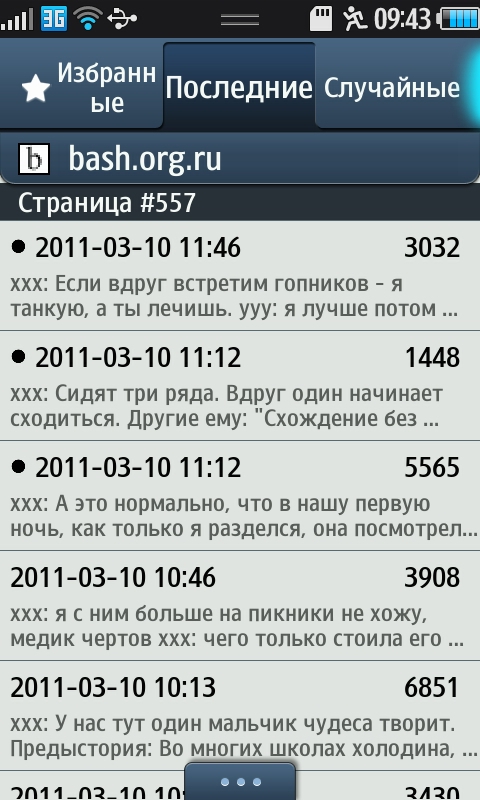 3G 09:43
Избранн
ые
Последние
Случайные
b bash.org.ru
Страница #557
2011-03-10 11:46 3032
xxx: Если вдруг встретим гопников - я
танкую, а ты лечишь. yyy: я лучше потом ...
2011-03-10 11:12 1448
xxx: Сидят три ряда. Вдруг один начинает
сходиться. Другие ему: "Схождение без ...
2011-03-10 11:12 5565
xxx: А это нормально, что в нашу первую
ночь, как только я разделся, она посмотрел...
2011-03-10 10:46 3908
xxx: я с ним больше на пикники не хожу,
медик чертов xxx: чего только стоила его ...
2011-03-10 10:13 6851
xxx: У нас тут один мальчик чудеса творит.
Предыстория: Во многих школах холодина, ...
2011-03-10 3430